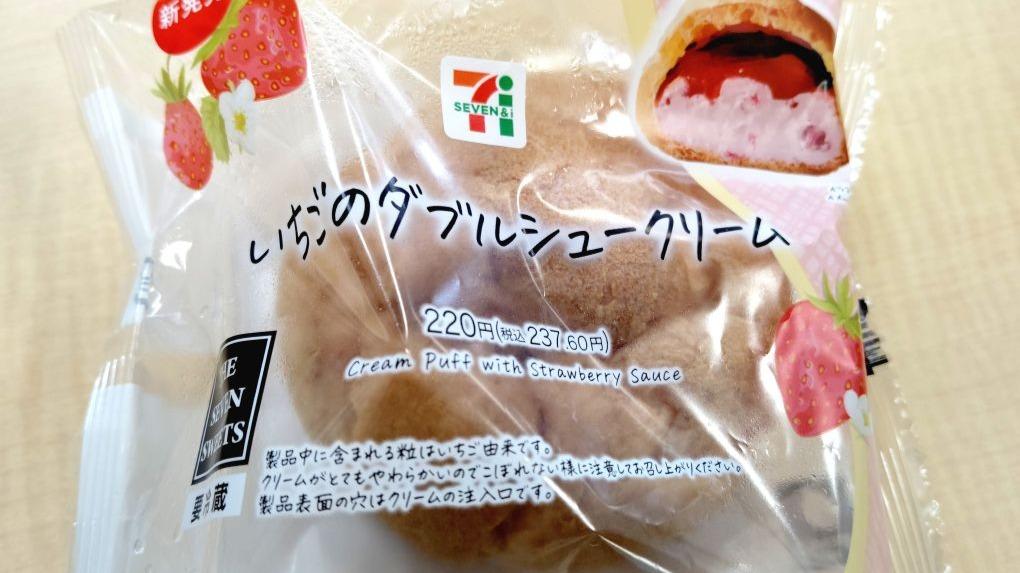 新発売
7i
SEVEN&i
いちごのダブルシュークリーム
220円(税込237.60円)
Cream Puff with Strawberry Sauce
THE
SEVEN
SWEETS
要冷蔵
製品中に含まれる粒はいちご由来です。
クリームがとてもやわらかいのでこぼれない様に注意してお召し上がりください。
製品表面の穴はクリームの注入口です。